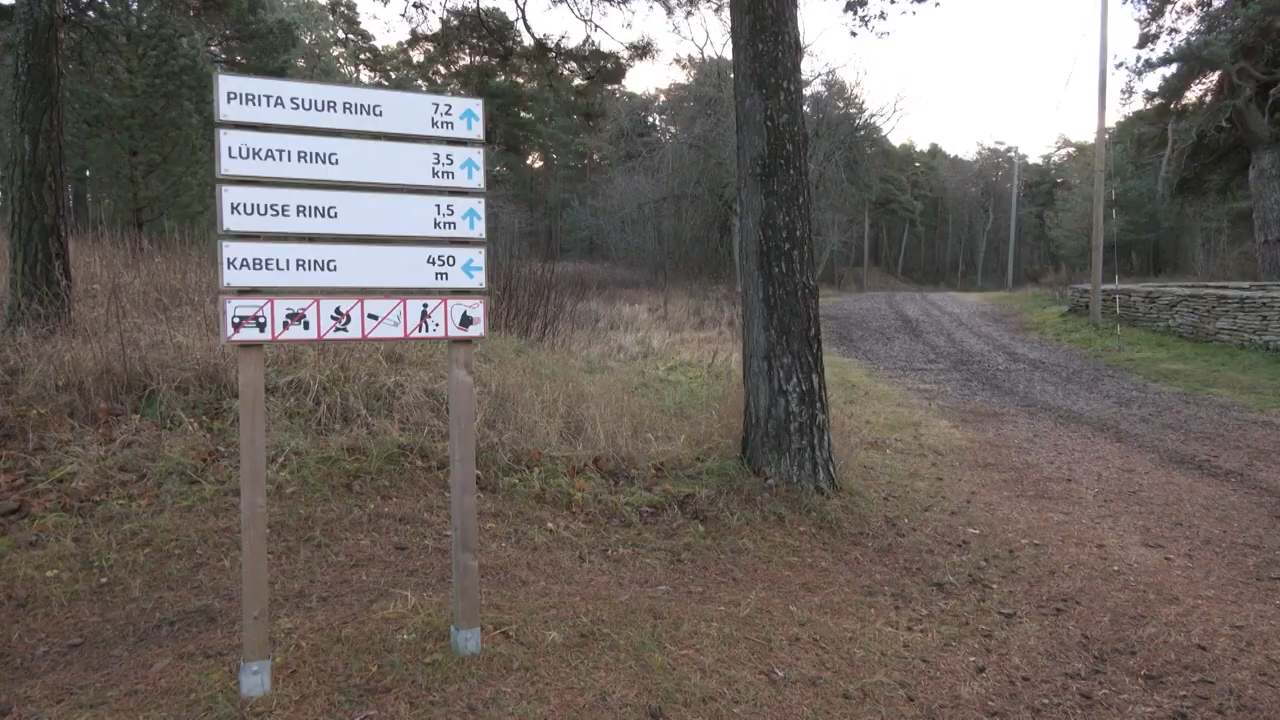 PIRITA SUUR RING 7,2 km
LÜKATI RING 3,5 km
KUUSE RING 1,5 km
KABELI RING 450 m